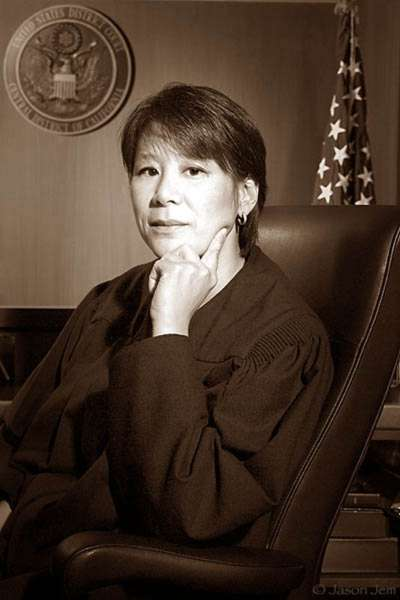 UNITED STATES DISTRICT COURT
CENTRAL DISTRICT OF CALIFORNIA
© Jason Jem